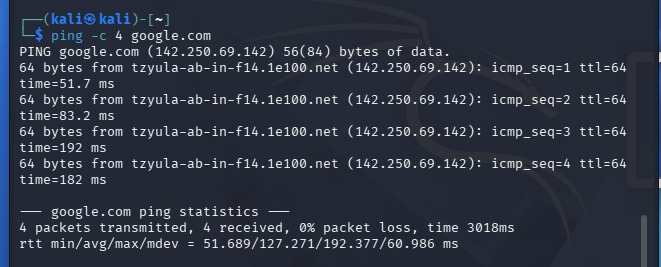 ┌──(kali㉿kali)-[~]
└─$ ping -c 4 google.com
PING google.com (142.250.69.142) 56(84) bytes of data.
64 bytes from tzyula-ab-in-f14.1e100.net (142.250.69.142): icmp_seq=1 ttl=64
time=51.7 ms
64 bytes from tzyula-ab-in-f14.1e100.net (142.250.69.142): icmp_seq=2 ttl=64
time=83.2 ms
64 bytes from tzyula-ab-in-f14.1e100.net (142.250.69.142): icmp_seq=3 ttl=64
time=192 ms
64 bytes from tzyula-ab-in-f14.1e100.net (142.250.69.142): icmp_seq=4 ttl=64
time=182 ms

--- google.com ping statistics ---
4 packets transmitted, 4 received, 0% packet loss, time 3018ms
rtt min/avg/max/mdev = 51.689/127.271/192.377/60.986 ms